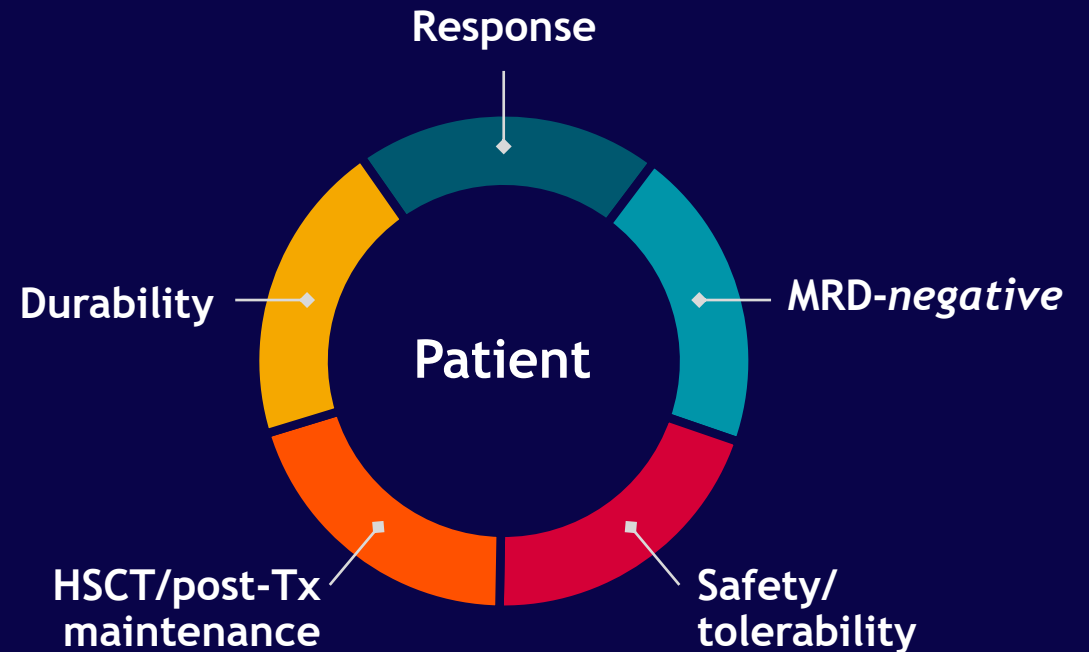 Response
Durability
MRD-negative
Patient
HSCT/post-Tx
maintenance
Safety/
tolerability